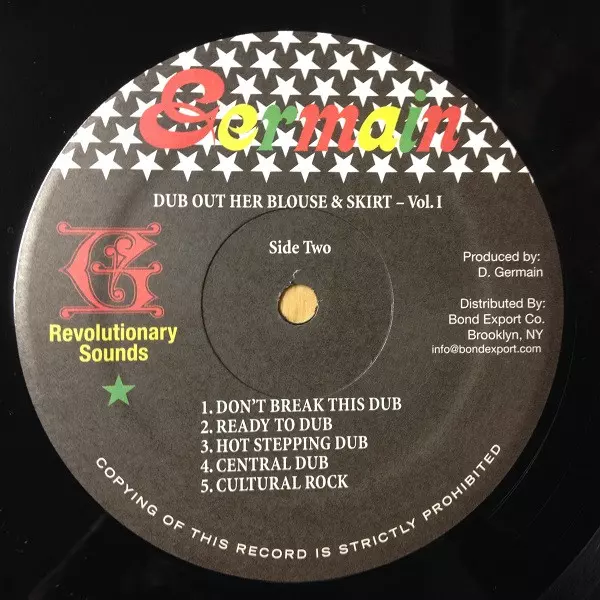 Germain
DUB OUT HER BLOUSE & SKIRT – Vol. I
Side Two
Produced by:
D. Germain
Distributed By:
Bond Export Co.
Brooklyn, NY
info@bondexport.com
G
Revolutionary
Sounds
1. DON'T BREAK THIS DUB
2. READY TO DUB
3. HOT STEPPING DUB
4. CENTRAL DUB
5. CULTURAL ROCK
COPYING OF THIS RECORD IS STRICTLY PROHIBITED